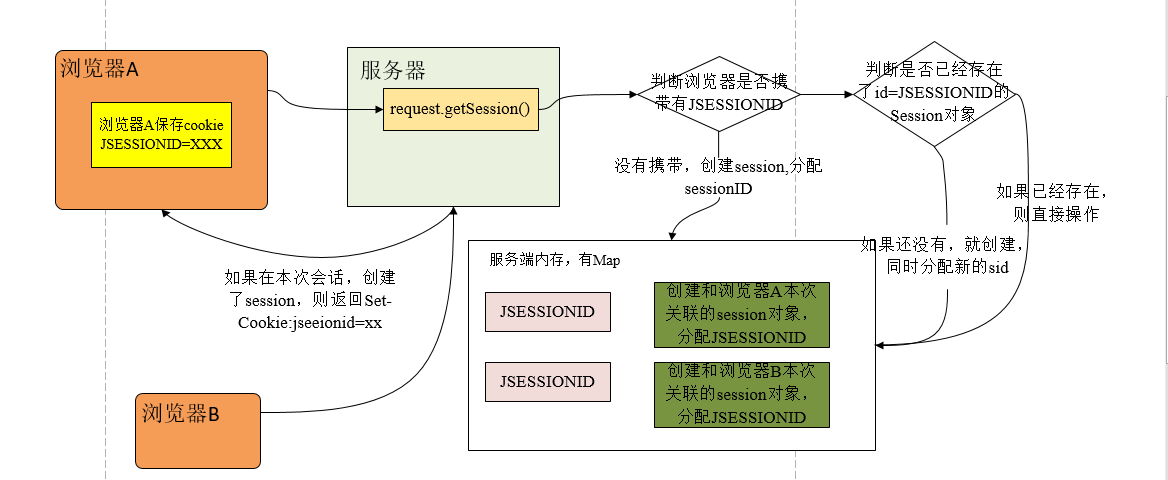 浏览器A
浏览器A保存cookie
JSESSIONID=XXX
服务器
request.getSession()
判断浏览器是否携
带有JSESSIONID
判断是否已经存在
了id=JSESSIONID的
Session对象
没有携带，创建session,分配
sessionID
如果已经存在，
则直接操作
如果还没有，就创建，
同时分配新的sid
如果在本次会话，创建
了session，则返回Set-
Cookie:jseeionid=xx
服务端内存，有Map
JSESSIONID
创建和浏览器A本次
关联的session对象，
分配JSESSIONID
JSESSIONID
创建和浏览器B本次
关联的session对象，
分配JSESSIONID
浏览器B